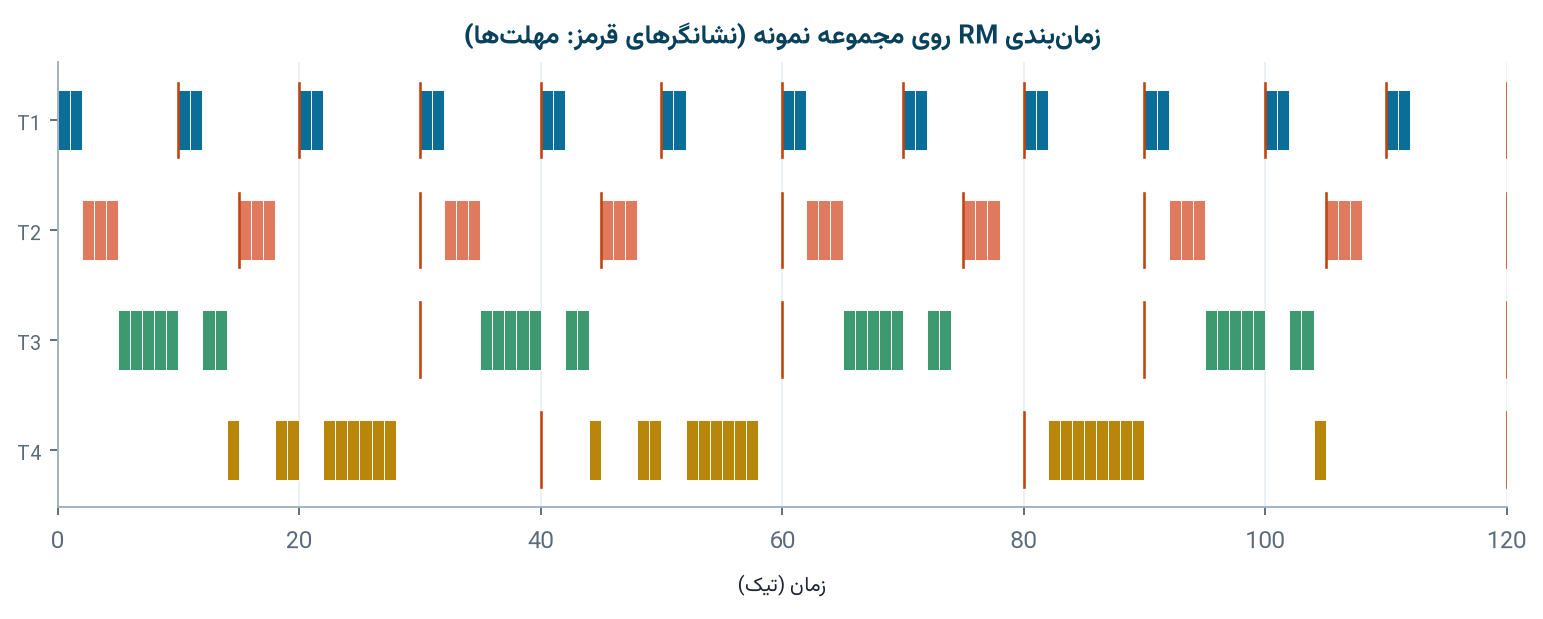 زمان‌بندی RM روی مجموعه نمونه (نشانگرهای قرمز: مهلت‌ها)
T1
T2
T3
T4
0 20 40 60 80 100 120
زمان (تیک)